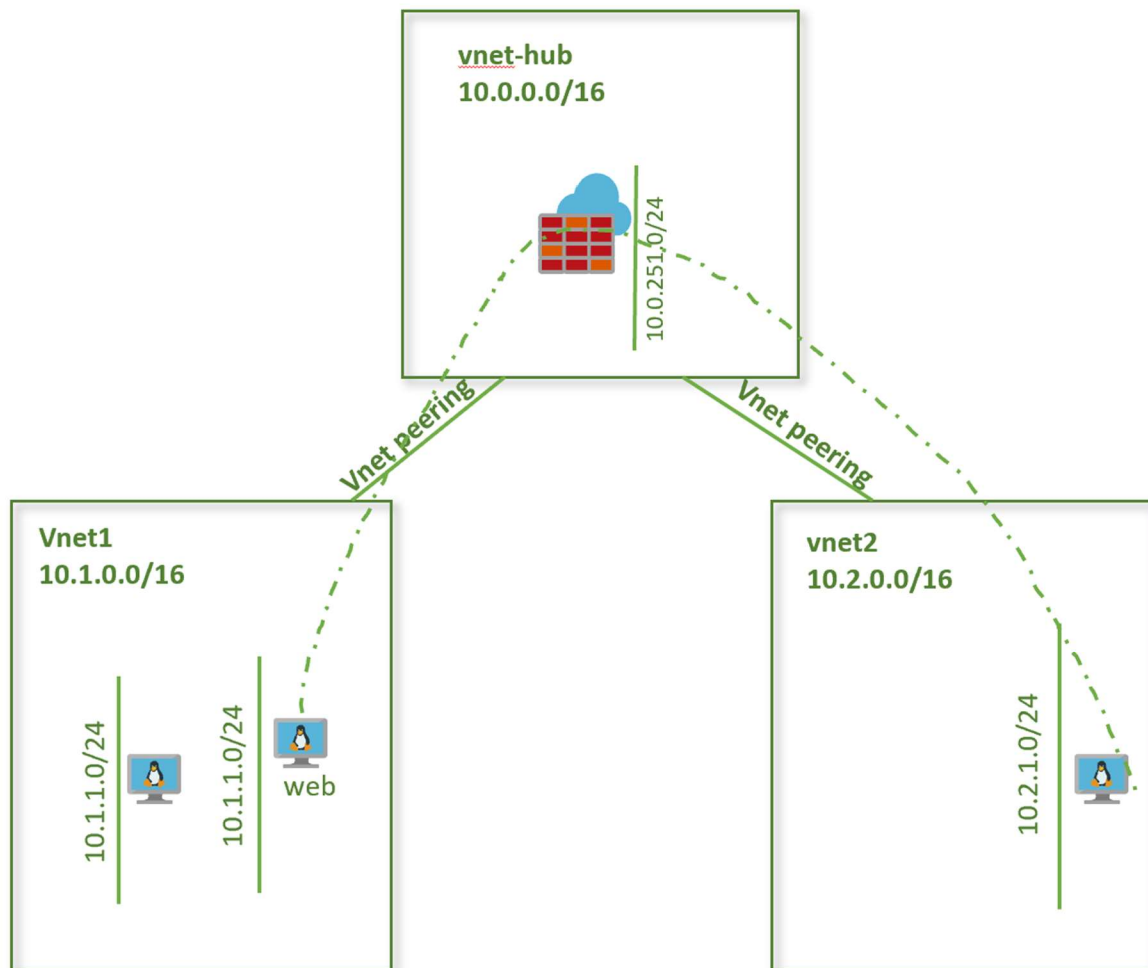 vnet-hub
10.0.0.0/16
10.0.251.0/24
Vnet peering
Vnet peering
Vnet1
10.1.0.0/16
10.1.1.0/24
10.1.1.0/24
web
vnet2
10.2.0.0/16
10.2.1.0/24